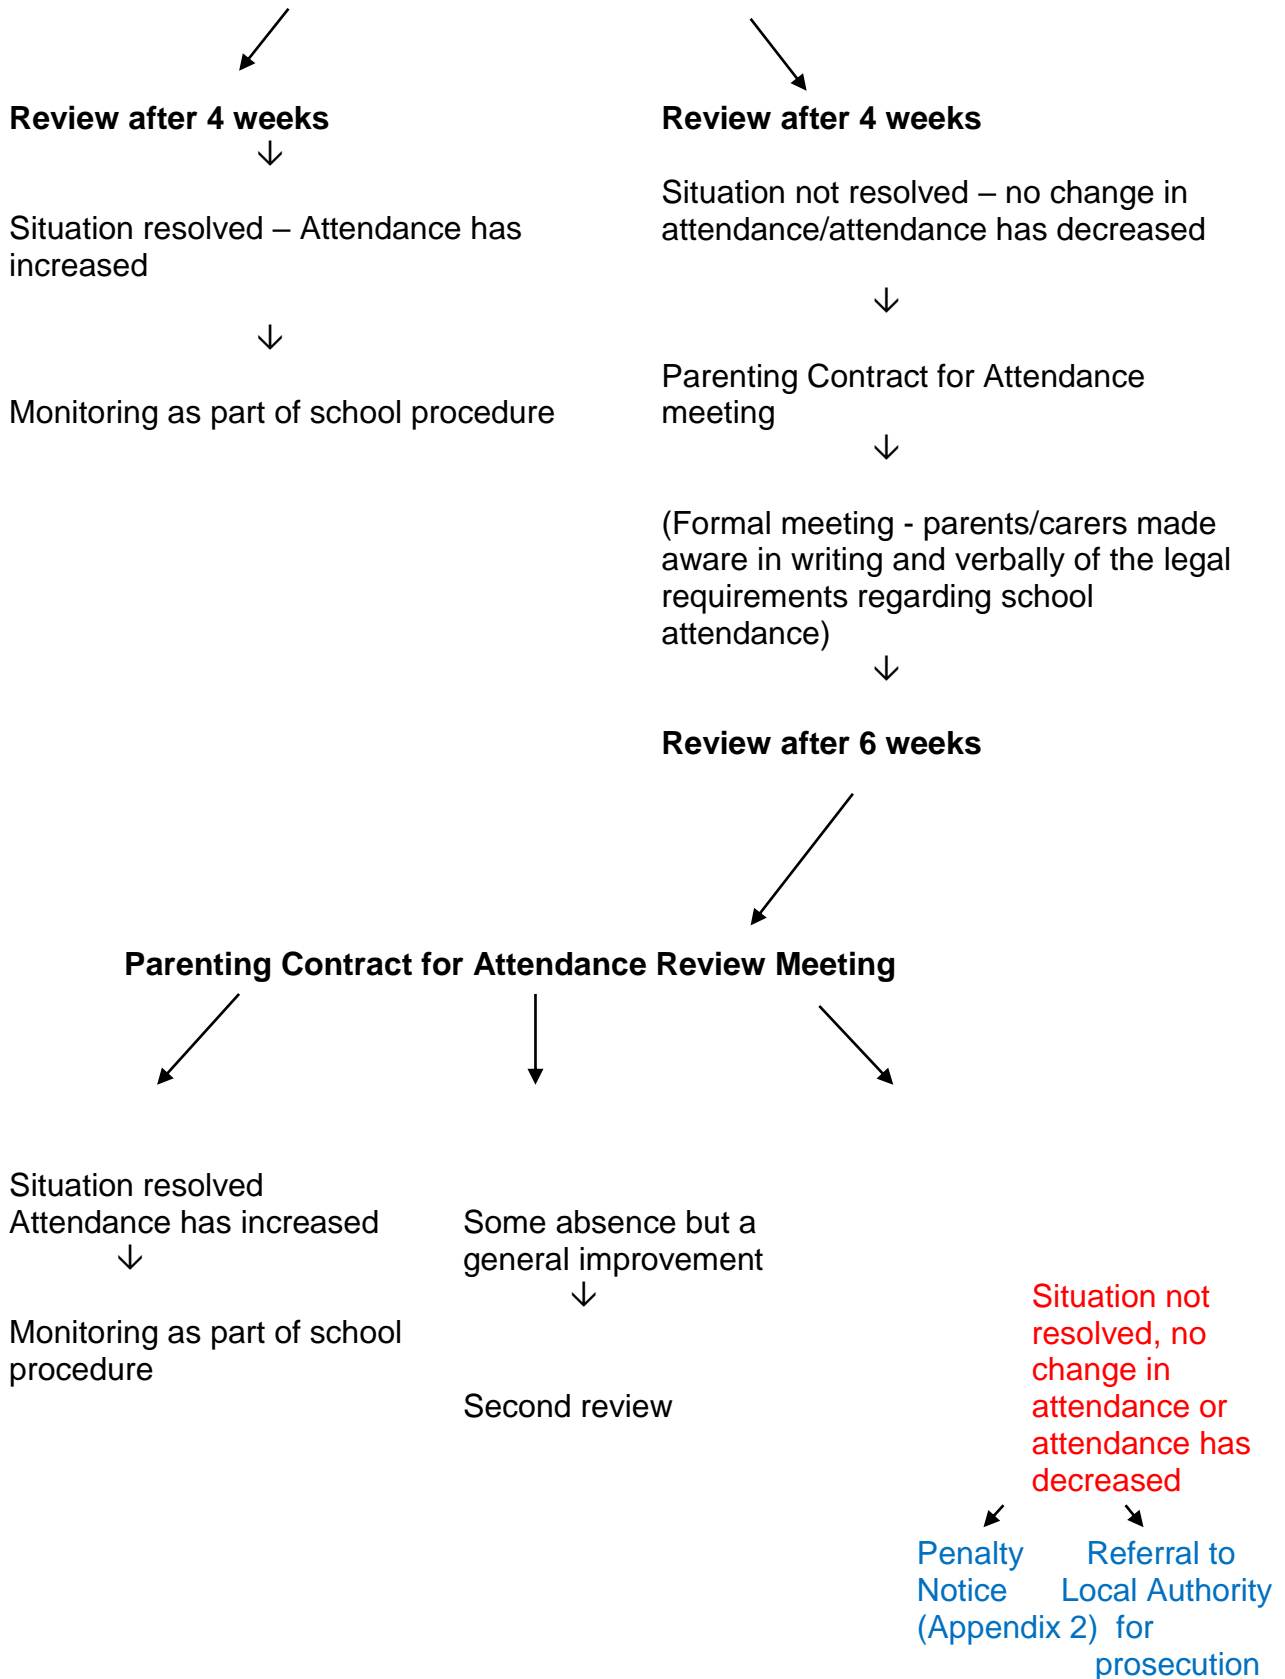 Review after 4 weeks
Situation resolved – Attendance has
increased
Monitoring as part of school procedure
Review after 4 weeks
Situation not resolved – no change in
attendance/attendance has decreased
Parenting Contract for Attendance
meeting
(Formal meeting - parents/carers made
aware in writing and verbally of the legal
requirements regarding school
attendance)
Review after 6 weeks
Parenting Contract for Attendance Review Meeting
Situation resolved
Attendance has increased
Monitoring as part of school
procedure
Some absence but a
general improvement
Second review
Situation not
resolved, no
change in
attendance or
attendance has
decreased
Penalty
Notice
(Appendix 2)
Referral to
Local Authority
for
prosecution